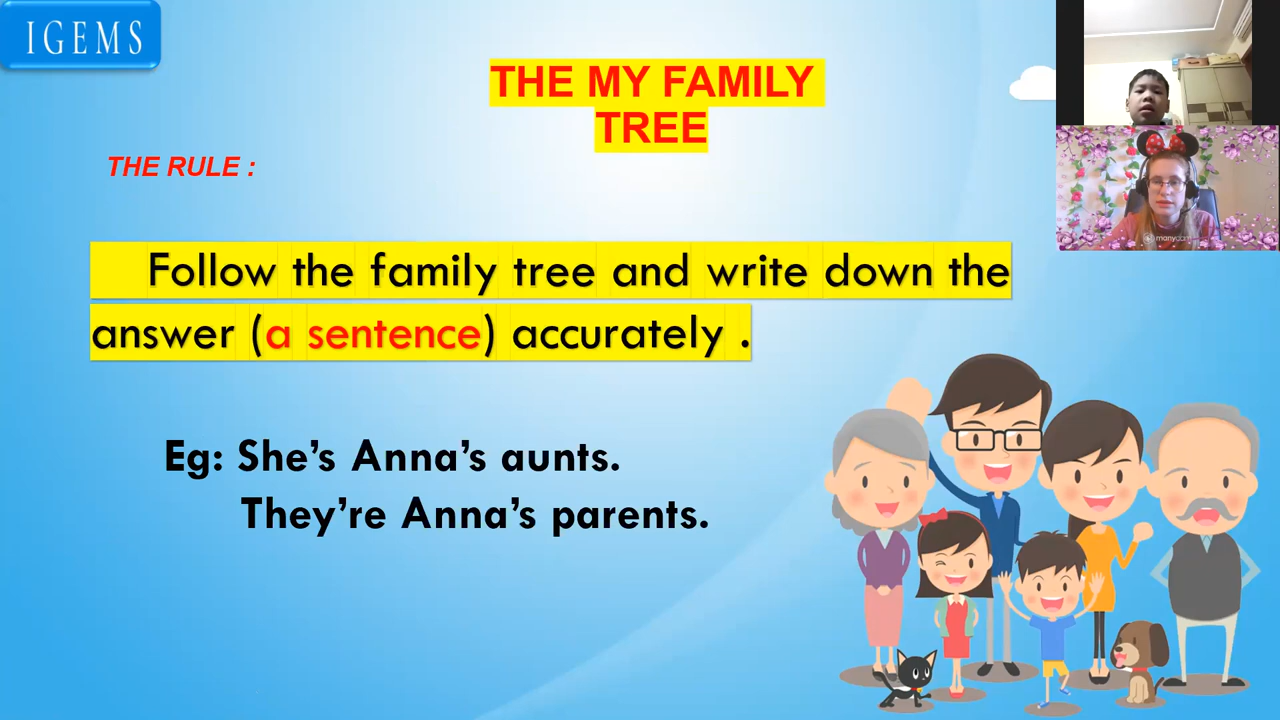 IGEMS
THE MY FAMILY
TREE
THE RULE :
Follow the family tree and write down the
answer (a sentence) accurately .
Eg: She’s Anna’s aunts.
They’re Anna’s parents.